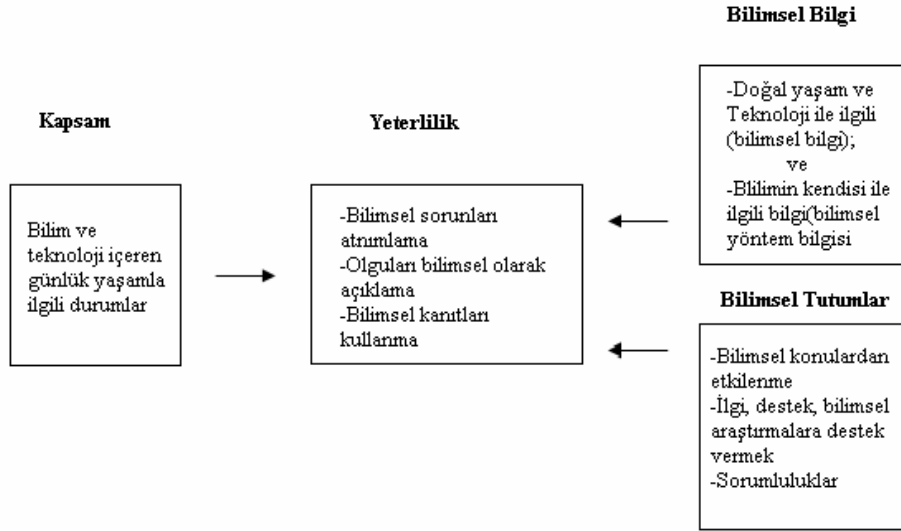 Kapsam
Bilim ve
teknoloji içeren
günlük yaşamla
ilgili durumlar
Yeterlilik
-Bilimsel sorunları
atnımlama
-Olguları bilimsel olarak
açıklama
-Bilimsel kanıtları
kullanma
Bilimsel Bilgi
-Doğal yaşam ve
Teknoloji ile ilgili
(bilimsel bilgi);
ve
-Blilimin kendisi ile
ilgili bilgi(bilimsel
yöntem bilgisi
Bilimsel Tutumlar
-Bilimsel konulardan
etkilenme
-İlgi, destek, bilimsel
araştırmalara destek
vermek
-Sorumluluklar